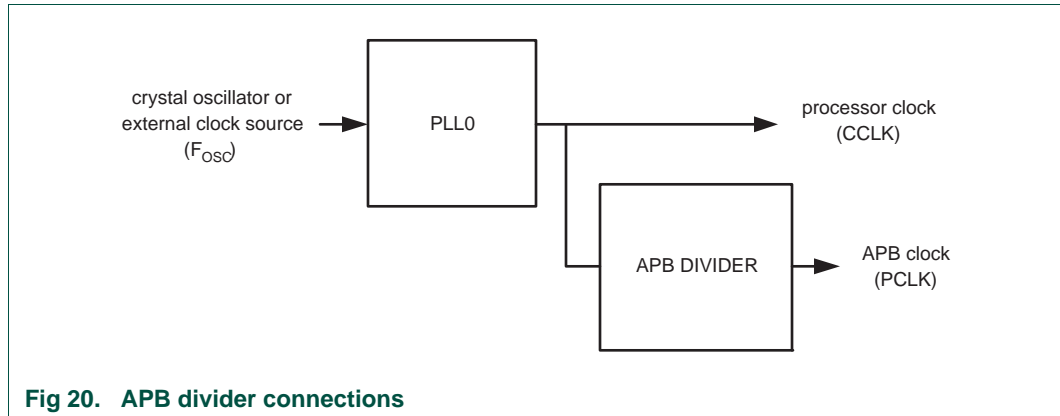 crystal oscillator or
external clock source
(FOSC)
PLL0
processor clock
(CCLK)
APB DIVIDER
APB clock
(PCLK)
Fig 20. APB divider connections